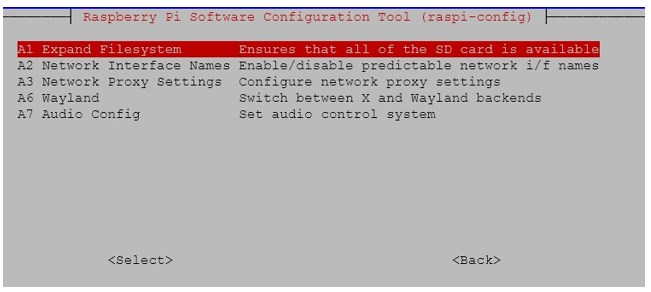 Raspberry Pi Software Configuration Tool (raspi-config)
A1 Expand Filesystem Ensures that all of the SD card is available
A2 Network Interface Names Enable/disable predictable network i/f names
A3 Network Proxy Settings Configure network proxy settings
A6 Wayland Switch between X and Wayland backends
A7 Audio Config Set audio control system
<Select> <Back>